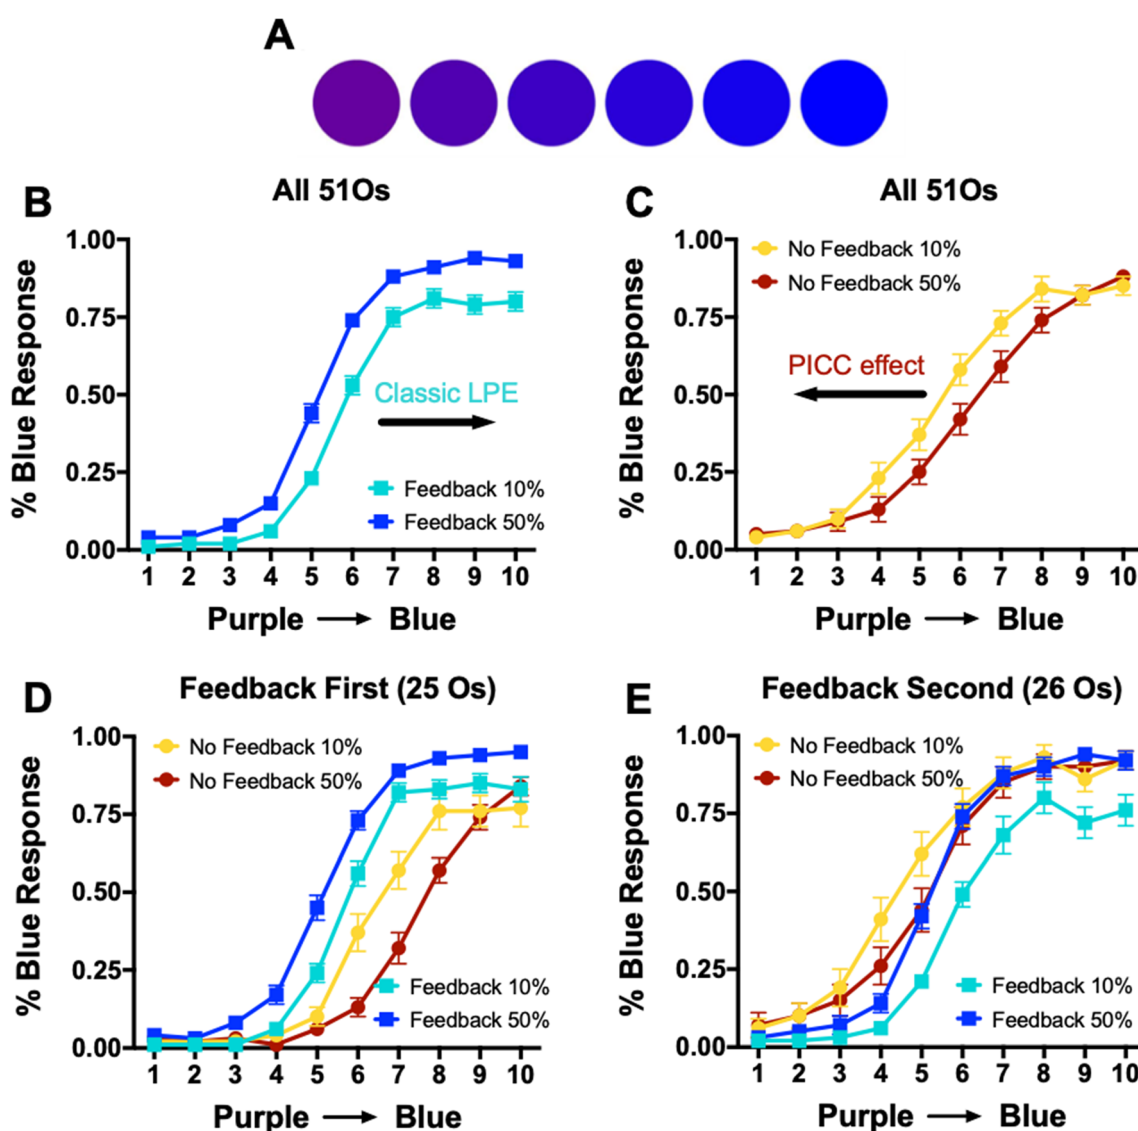 A
B
All 51Os
1.00
0.75
0.50
0.25
0.00
% Blue Response
Classic LPE
Feedback 10%
Feedback 50%
1 2 3 4 5 6 7 8 9 10
Purple → Blue
C
All 51Os
1.00
0.75
0.50
0.25
0.00
% Blue Response
No Feedback 10%
No Feedback 50%
PICC effect
1 2 3 4 5 6 7 8 9 10
Purple → Blue
D
Feedback First (25 Os)
1.00
0.75
0.50
0.25
0.00
% Blue Response
No Feedback 10%
No Feedback 50%
Feedback 10%
Feedback 50%
1 2 3 4 5 6 7 8 9 10
Purple → Blue
E
Feedback Second (26 Os)
1.00
0.75
0.50
0.25
0.00
% Blue Response
No Feedback 10%
No Feedback 50%
Feedback 10%
Feedback 50%
1 2 3 4 5 6 7 8 9 10
Purple → Blue